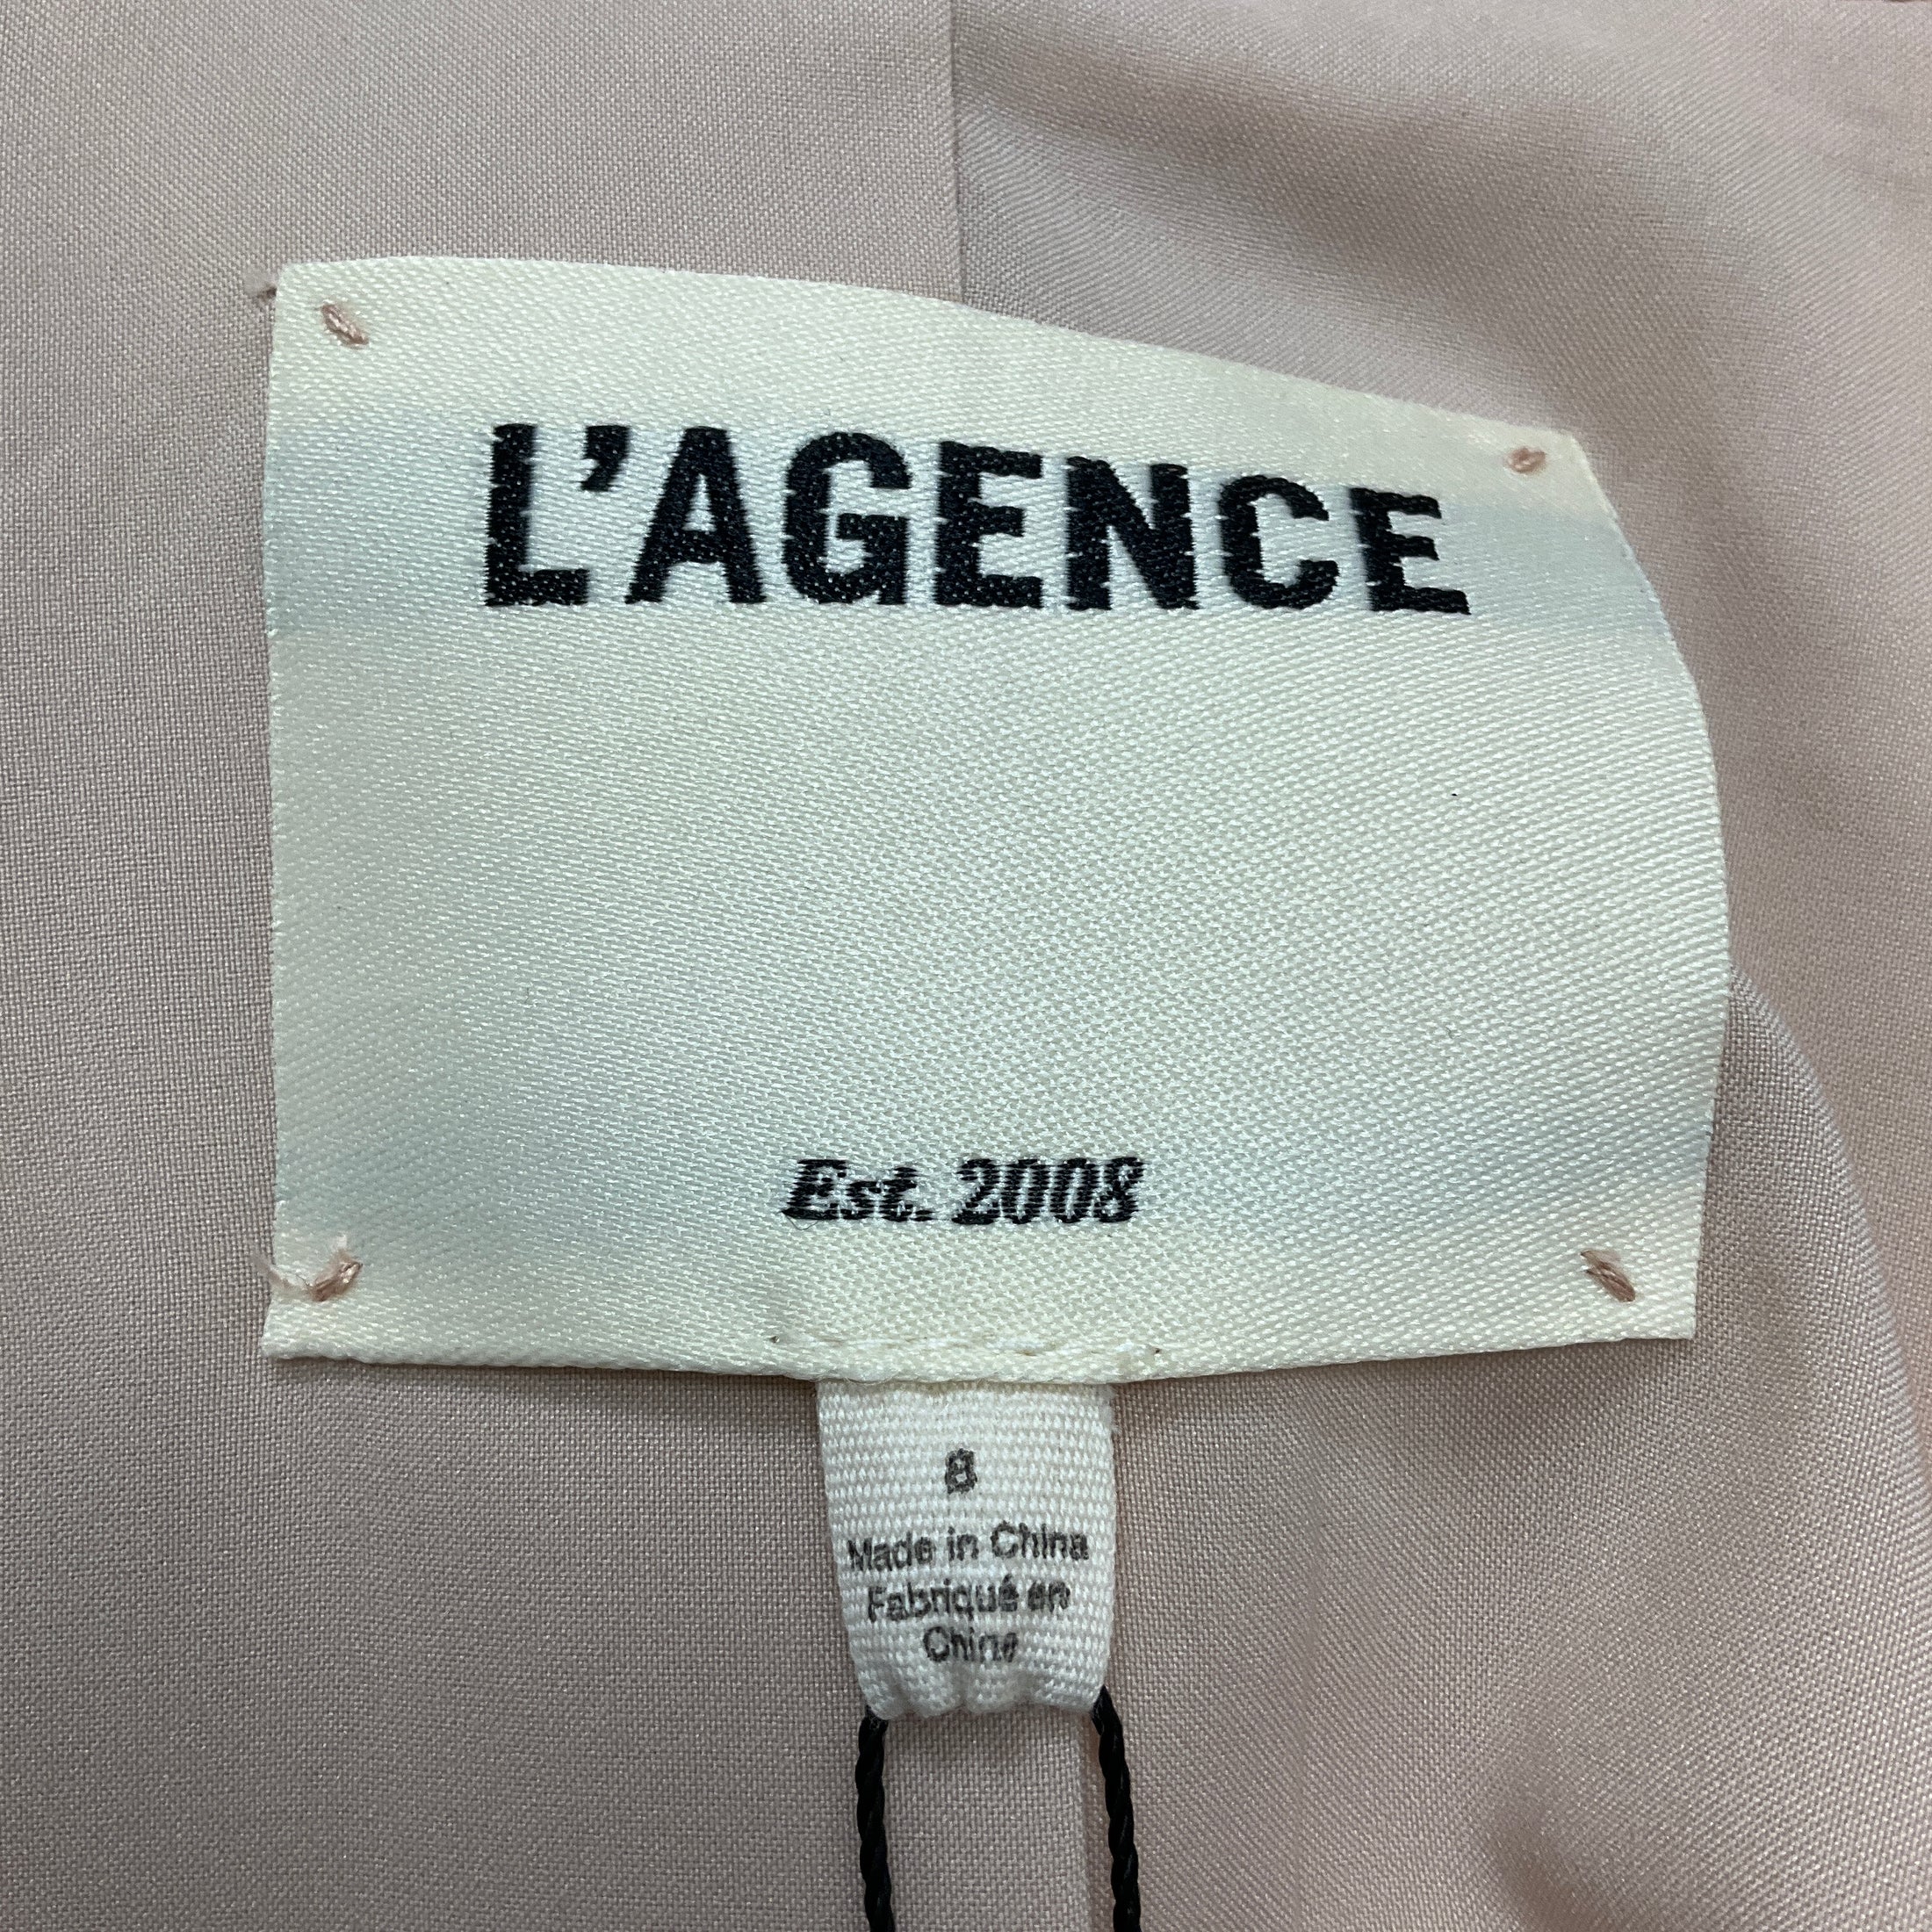 L'AGENCE
Est. 2008
8
Made in China
Fabriqué en
Chine